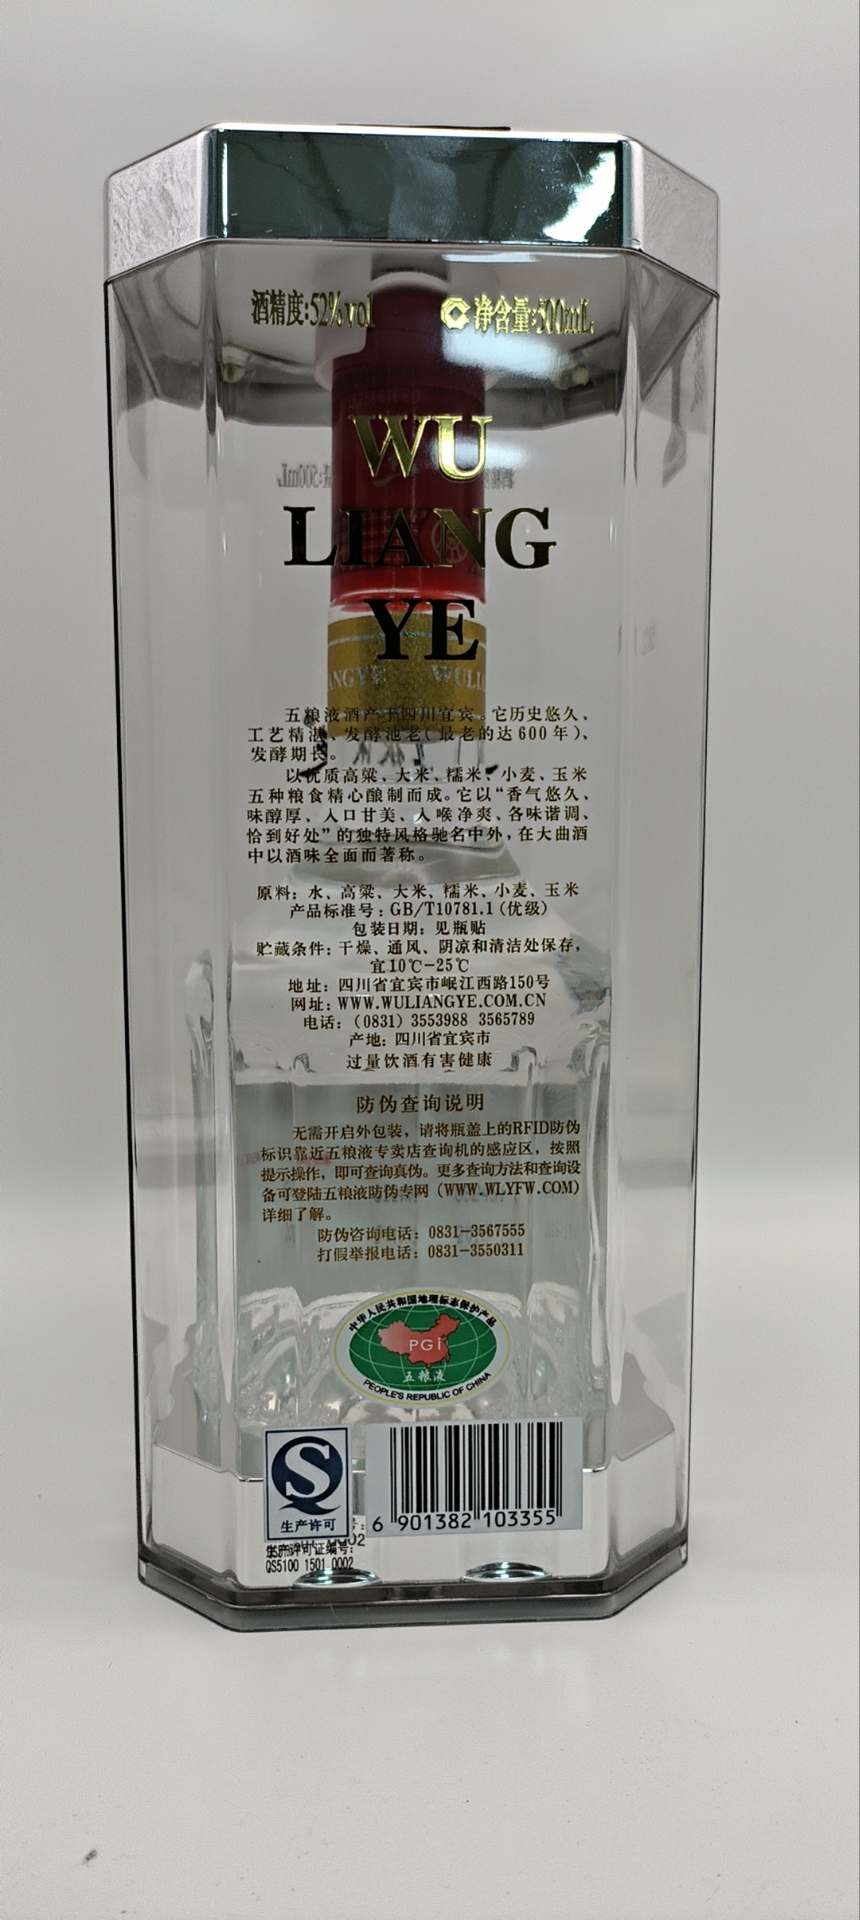 酒精度:52%vol
净含量:500mL
WU
LIANG
YE
五粮液酒产于四川宜宾。它历史悠久、
工艺精湛、发酵池老(最老的达600年)、
发酵期长。
以优质高粱、大米、糯米、小麦、玉米
五种粮食精心酿制而成。它以“香气悠久、
味醇厚、入口甘美、入喉净爽、各味谐调、
恰到好处”的独特风格驰名中外,在大曲酒
中以酒味全面而著称。
原料:水、高粱、大米、糯米、小麦、玉米
产品标准号:GB/T10781.1(优级)
包装日期:见瓶贴
贮藏条件:干燥、通风、阴凉和清洁处保存,
宜10℃-25℃
地址:四川省宜宾市岷江西路150号
网址:WWW.WULIANGYE.COM.CN
电话:(0831)3553988 3565789
产地:四川省宜宾市
过量饮酒有害健康
防伪查询说明
无需开启外包装,请将瓶盖上的RFID防伪
标识靠近五粮液专卖店查询机的感应区,按照
提示操作,即可查询真伪。更多查询方法和查询设
备可登陆五粮液防伪专网(WWW.WLYFW.COM)
详细了解。
防伪咨询电话:0831-3567555
打假举报电话:0831-3550311
中华人民共和国地理标志保护产品
PGI
五粮液
PEOPLE'S REPUBLIC OF CHINA
生产许可
6 901382 103355
生产许可证编号:
QS5100 1501 0002